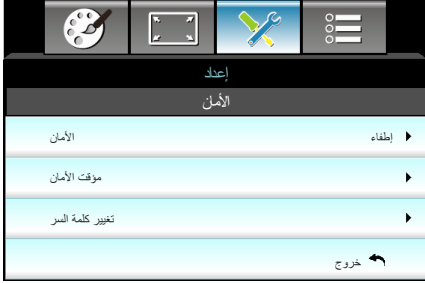 إعداد
الأمان
الأمان إطفاء
مؤقت الأمان
تغيير كلمة السر
خروج